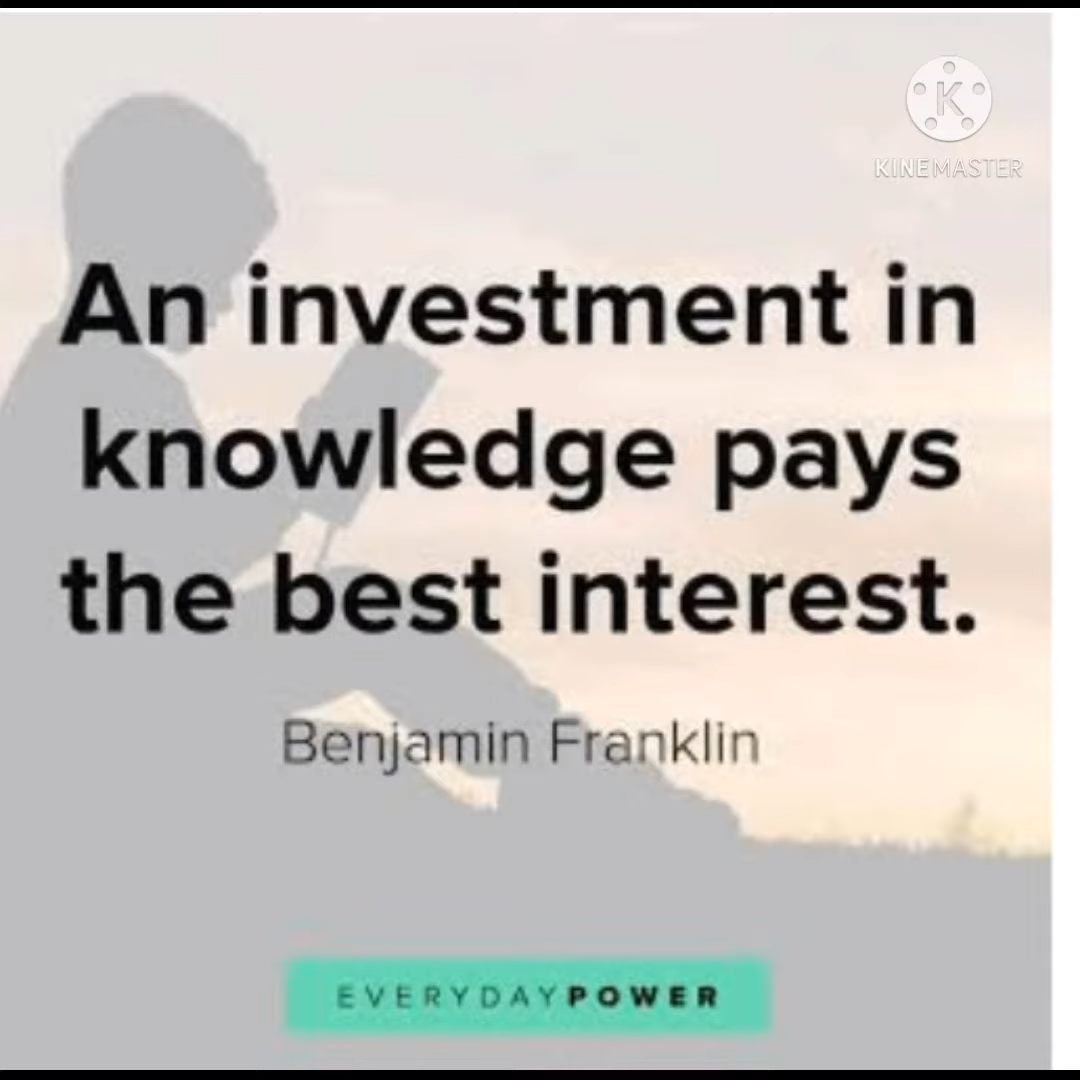 K
KINEMASTER
An investment in
knowledge pays
the best interest.
Benjamin Franklin
EVERYDAYPOWER